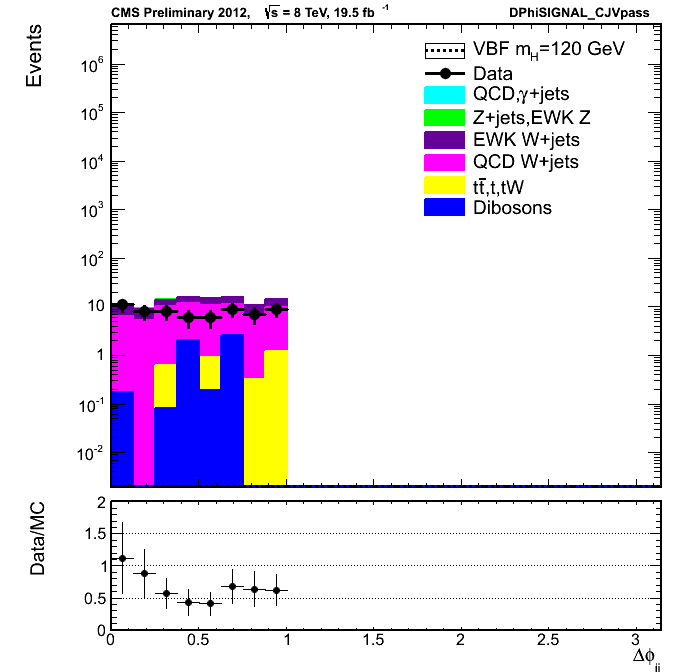 CMS Preliminary 2012, √s = 8 TeV, 19.5 fb⁻¹ DPhiSIGNAL_CJVpass
Events
VBF m_H=120 GeV
Data
QCD,γ+jets
Z+jets,EWK Z
EWK W+jets
QCD W+jets
tt̄,t,tW
Dibosons
10⁶
10⁵
10⁴
10³
10²
10
1
10⁻¹
10⁻²
Data/MC
2
1.5
1
0.5
0
0 0.5 1 1.5 2 2.5 3
Δϕ_jj